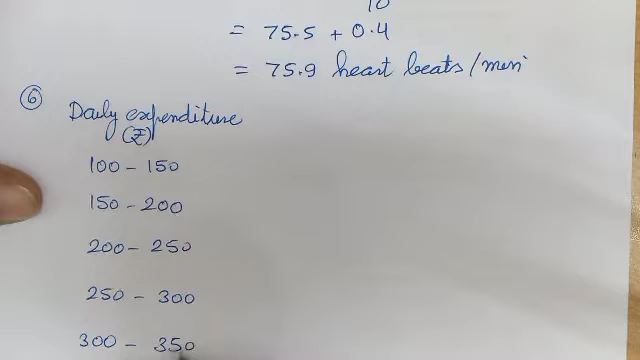 10
= 75.5 + 0.4
= 75.9 heart beats/min
⑥ Daily expenditure
(₹)
100 - 150
150 - 200
200 - 250
250 - 300
300 - 350